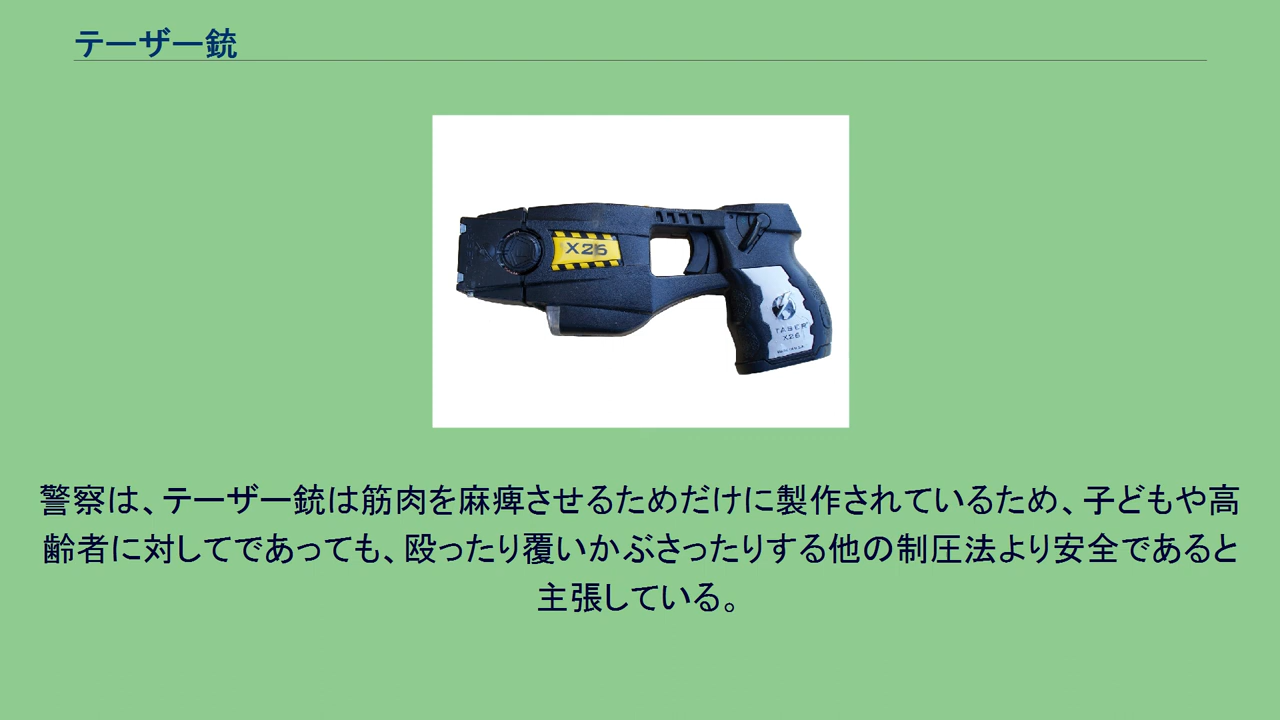 テーザー銃
X26
TASER
X26
警察は、テーザー銃は筋肉を麻痺させるためだけに製作されているため、子どもや高
齢者に対してであっても、殴ったり覆いかぶさったりする他の制圧法より安全であると
主張している。